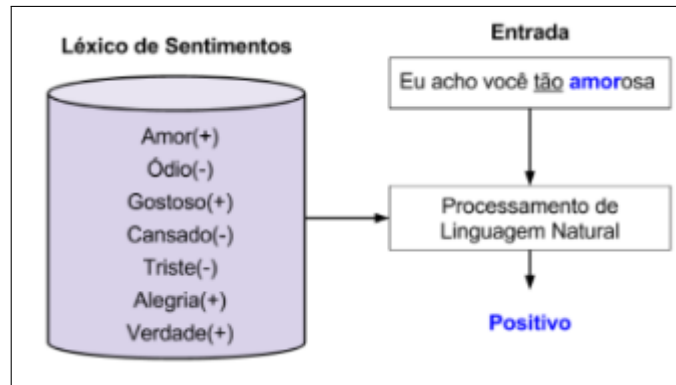 Léxico de Sentimentos
Amor(+)
Ódio(-)
Gostoso(+)
Cansado(-)
Triste(-)
Alegria(+)
Verdade(+)
Entrada
Eu acho você tão amorosa
Processamento de
Linguagem Natural
Positivo